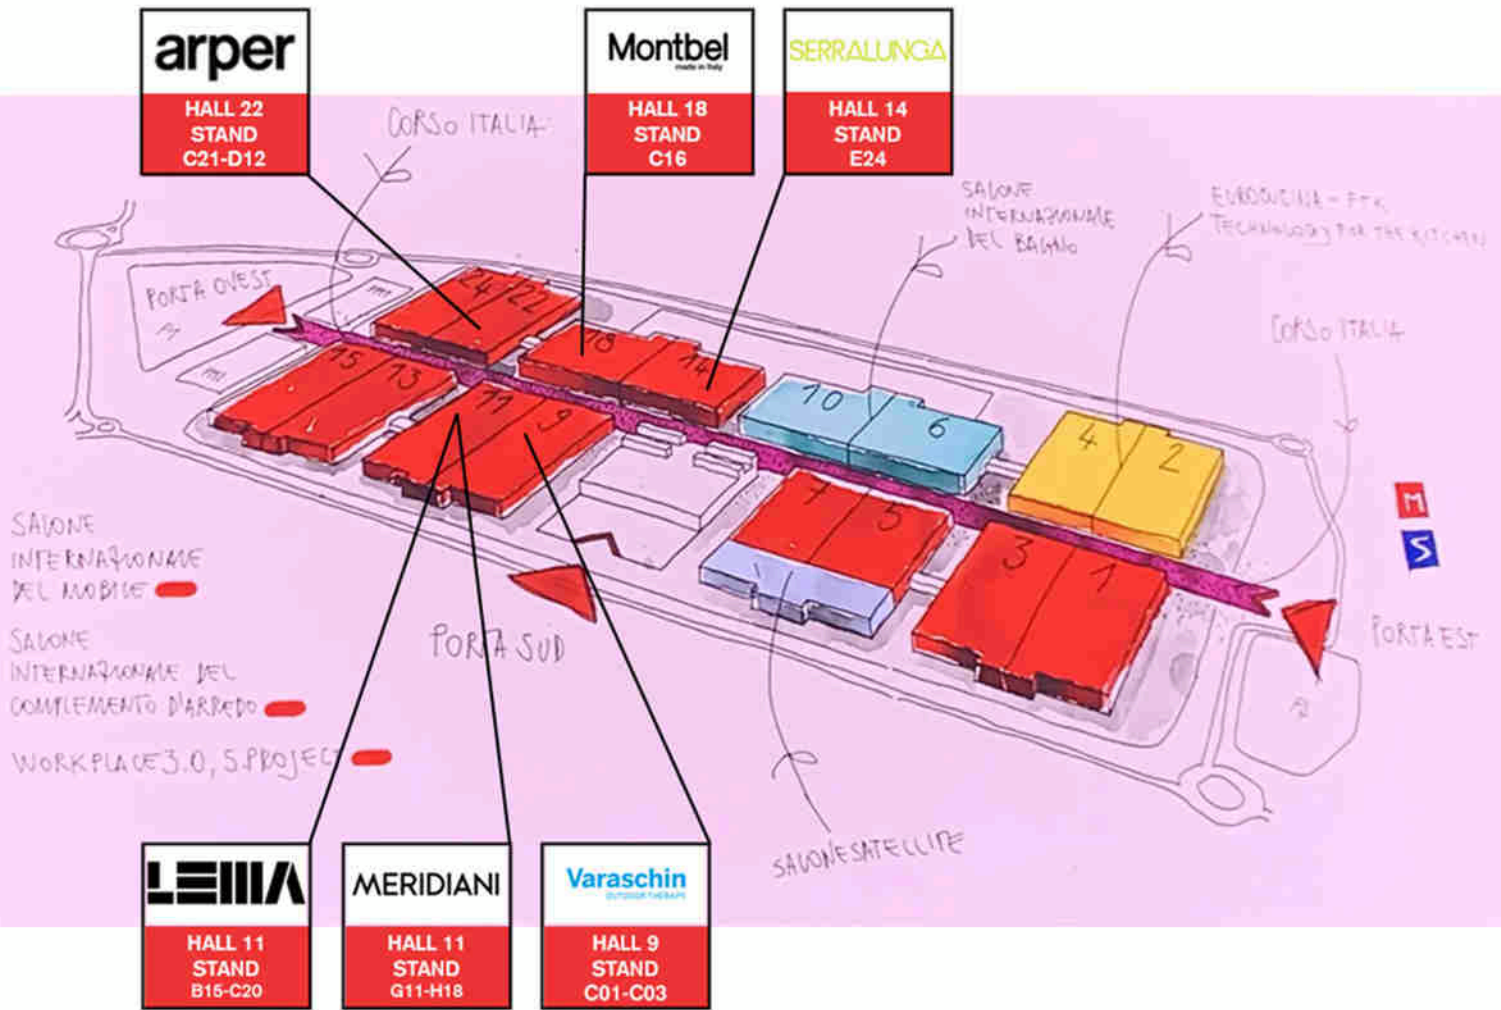 arper
HALL 22
STAND
C21-D12
Montbel
made in Italy
HALL 18
STAND
C16
SERRALUNGA
HALL 14
STAND
E24
CORSO ITALIA
SALONE
INTERNAZIONALE
DEL BAGNO
EUROCUCINA - FTK
TECHNOLOGY FOR THE KITCHEN
CORSO ITALIA
PORTA OVEST
24
22
18
14
15
13
11
9
10
6
4
2
7
5
3
1
M
S
SALONE
INTERNAZIONALE
DEL MOBILE
SALONE
INTERNAZIONALE DEL
COMPLEMENTO D'ARREDO
WORKPLACE3.0, S.PROJECT
PORTA SUD
PORTA EST
SALONESATELLITE
LEMA
HALL 11
STAND
B15-C20
MERIDIANI
HALL 11
STAND
G11-H18
Varaschin
OUTDOOR THERAPY
HALL 9
STAND
C01-C03